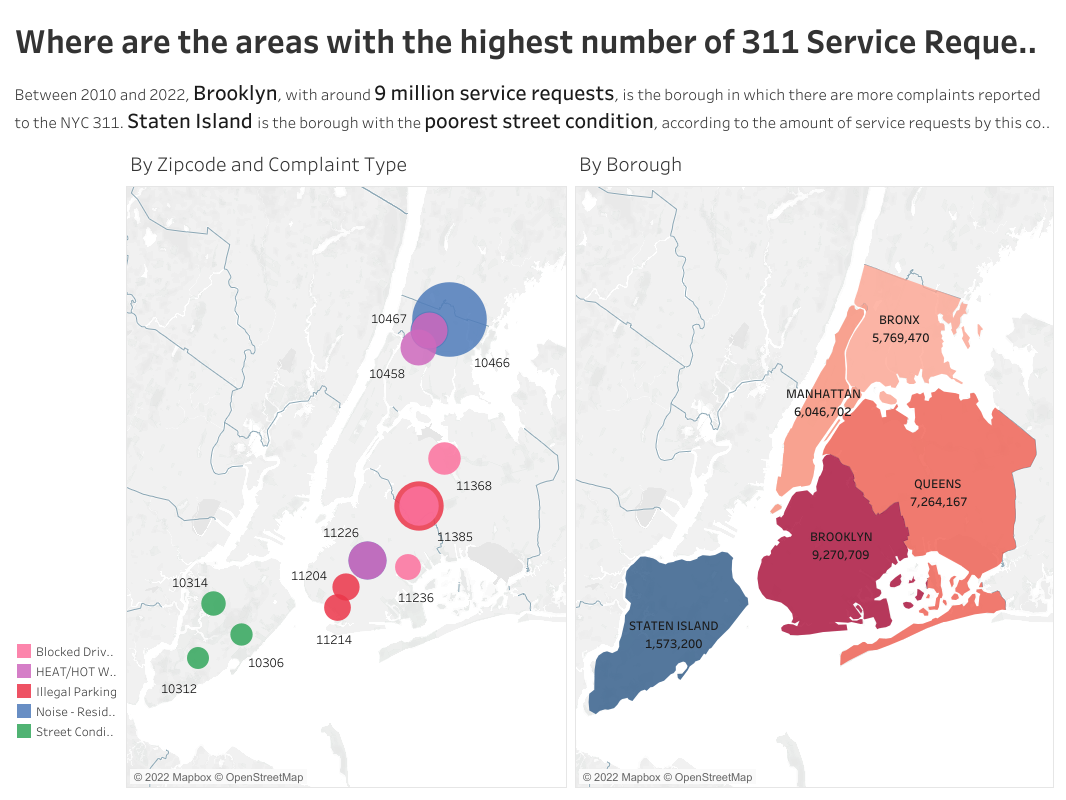 Where are the areas with the highest number of 311 Service Reque..
Between 2010 and 2022, Brooklyn, with around 9 million service requests, is the borough in which there are more complaints reported
to the NYC 311. Staten Island is the borough with the poorest street condition, according to the amount of service requests by this co..
By Zipcode and Complaint Type
10467
10466
10458
11368
11385
11226
11204
11236
11214
10314
10306
10312
Blocked Driv..
HEAT/HOT W..
Illegal Parking
Noise - Resid..
Street Condi..
© 2022 Mapbox © OpenStreetMap
By Borough
BRONX
5,769,470
MANHATTAN
6,046,702
QUEENS
7,264,167
BROOKLYN
9,270,709
STATEN ISLAND
1,573,200
© 2022 Mapbox © OpenStreetMap